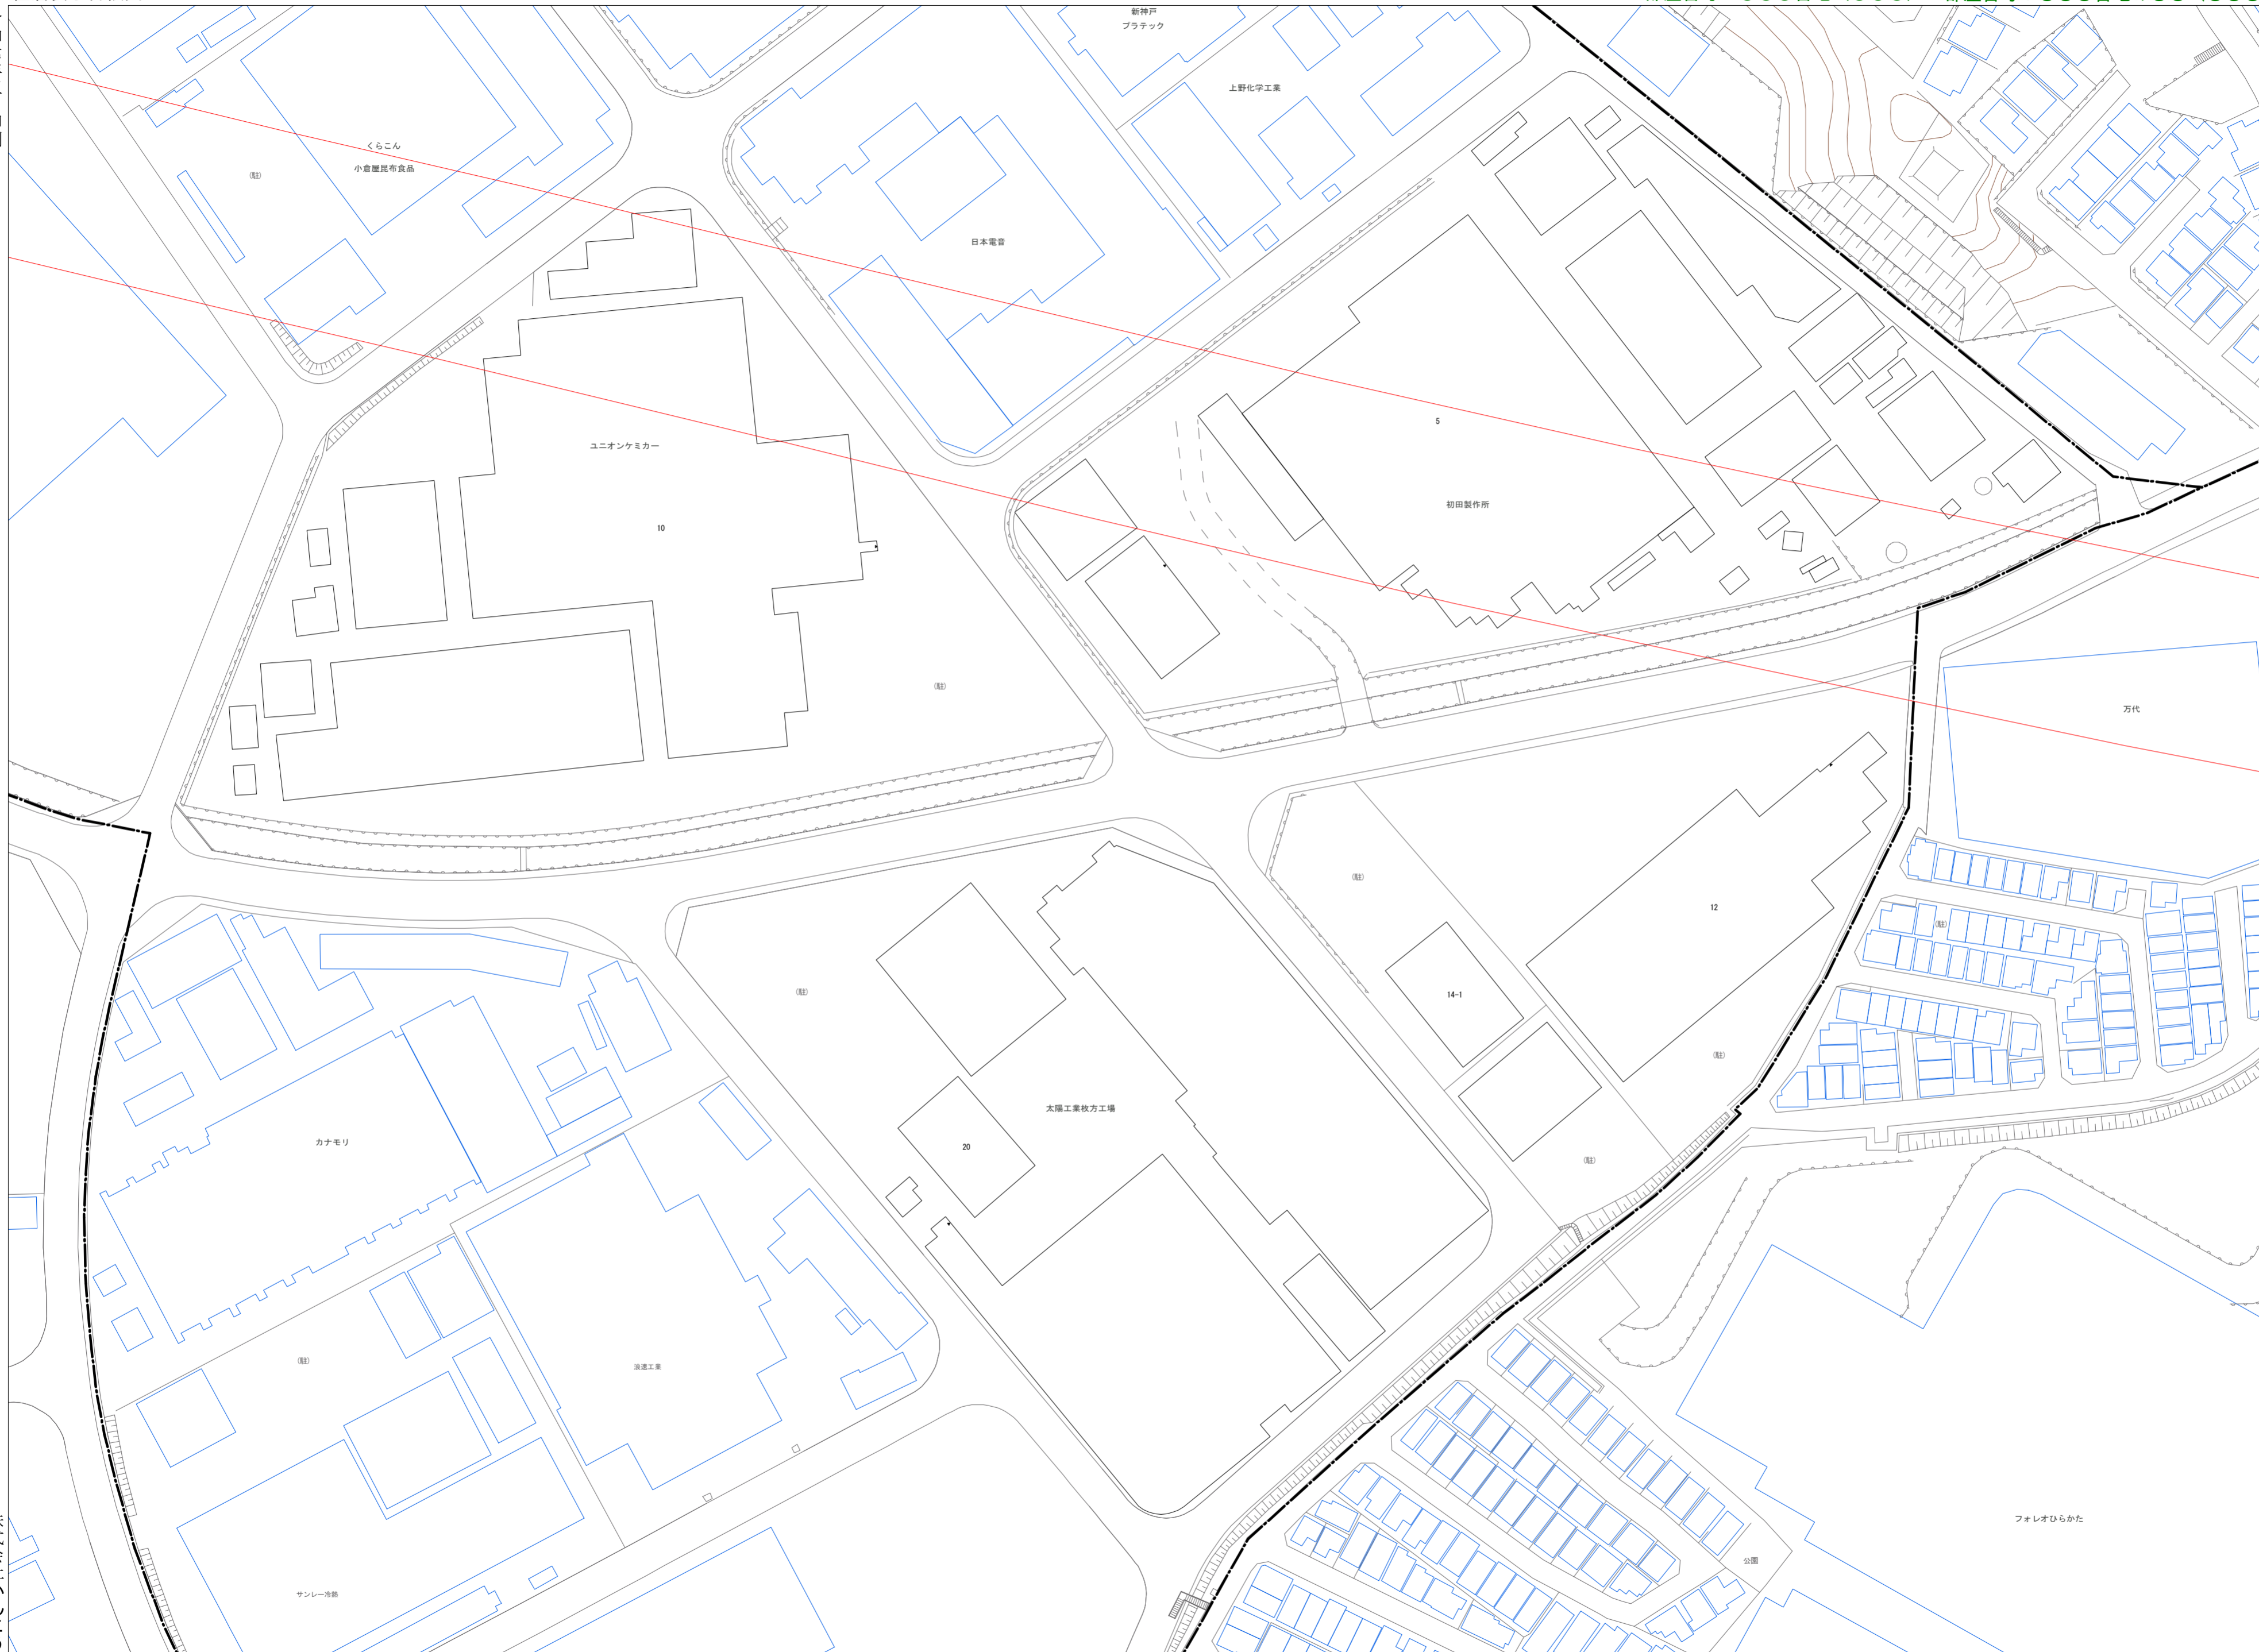 新神戸
プラテック
上野化学工業
くらこん
小倉屋昆布食品
(駐)
日本電音
5
ユニオンケミカー
初田製作所
10
(駐)
万代
(駐)
12
(駐)
(駐)
14-1
(駐)
太陽工業枚方工場
20
カナモリ
(駐)
(駐)
浪速工業
フォレオひらかた
公園
サンレー冷熱